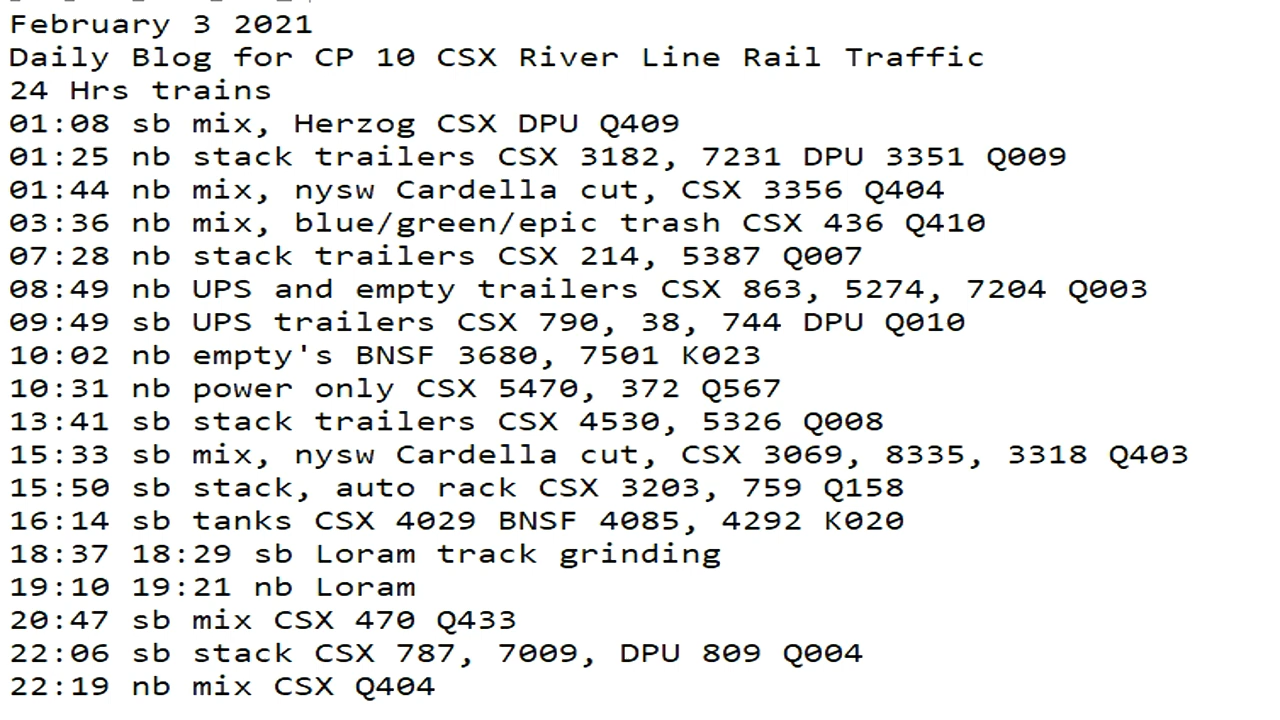 February 3 2021
Daily Blog for CP 10 CSX River Line Rail Traffic
24 Hrs trains
01:08 sb mix, Herzog CSX DPU Q409
01:25 nb stack trailers CSX 3182, 7231 DPU 3351 Q009
01:44 nb mix, nysw Cardella cut, CSX 3356 Q404
03:36 nb mix, blue/green/epic trash CSX 436 Q410
07:28 nb stack trailers CSX 214, 5387 Q007
08:49 nb UPS and empty trailers CSX 863, 5274, 7204 Q003
09:49 sb UPS trailers CSX 790, 38, 744 DPU Q010
10:02 nb empty's BNSF 3680, 7501 K023
10:31 nb power only CSX 5470, 372 Q567
13:41 sb stack trailers CSX 4530, 5326 Q008
15:33 sb mix, nysw Cardella cut, CSX 3069, 8335, 3318 Q403
15:50 sb stack, auto rack CSX 3203, 759 Q158
16:14 sb tanks CSX 4029 BNSF 4085, 4292 K020
18:37 18:29 sb Loram track grinding
19:10 19:21 nb Loram
20:47 sb mix CSX 470 Q433
22:06 sb stack CSX 787, 7009, DPU 809 Q004
22:19 nb mix CSX Q404